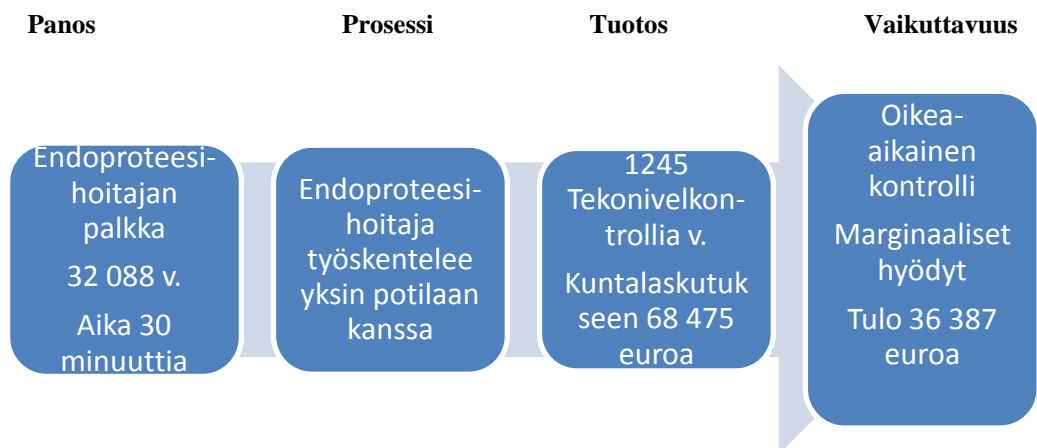 Panos
Prosessi
Tuotos
Vaikuttavuus
Endoproteesi-
hoitajan
palkka
32 088 v.
Aika 30
minuuttia
Endoproteesi-
hoitaja
työskentelee
yksin potilaan
kanssa
1245
Tekonivelkon-
trollia v.
Kuntalaskutuk
seen 68 475
euroa
Oikea-
aikainen
kontrolli
Marginaaliset
hyödyt
Tulo 36 387
euroa